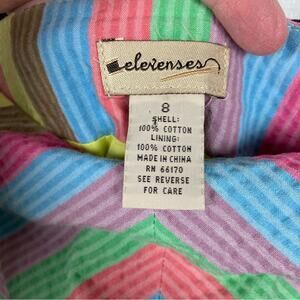 elevenses
8
SHELL:
100% COTTON
LINING:
100% COTTON
MADE IN CHINA
RN 66170
SEE REVERSE
FOR CARE